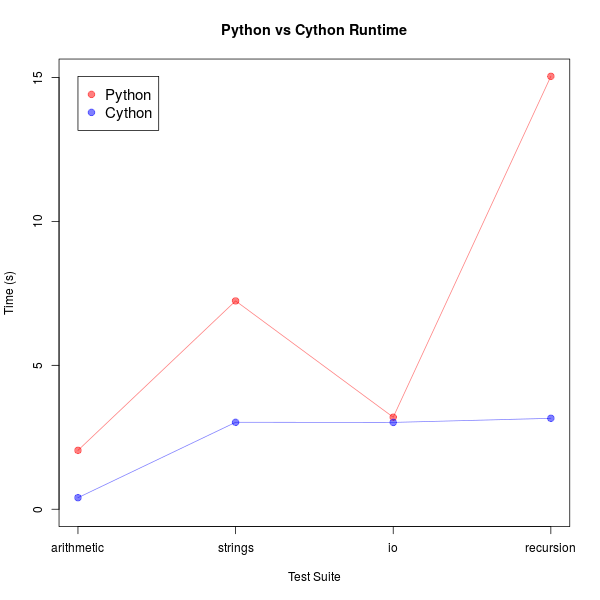 Python vs Cython Runtime
Python
Cython
15
10
5
0
Time (s)
arithmetic strings io recursion
Test Suite